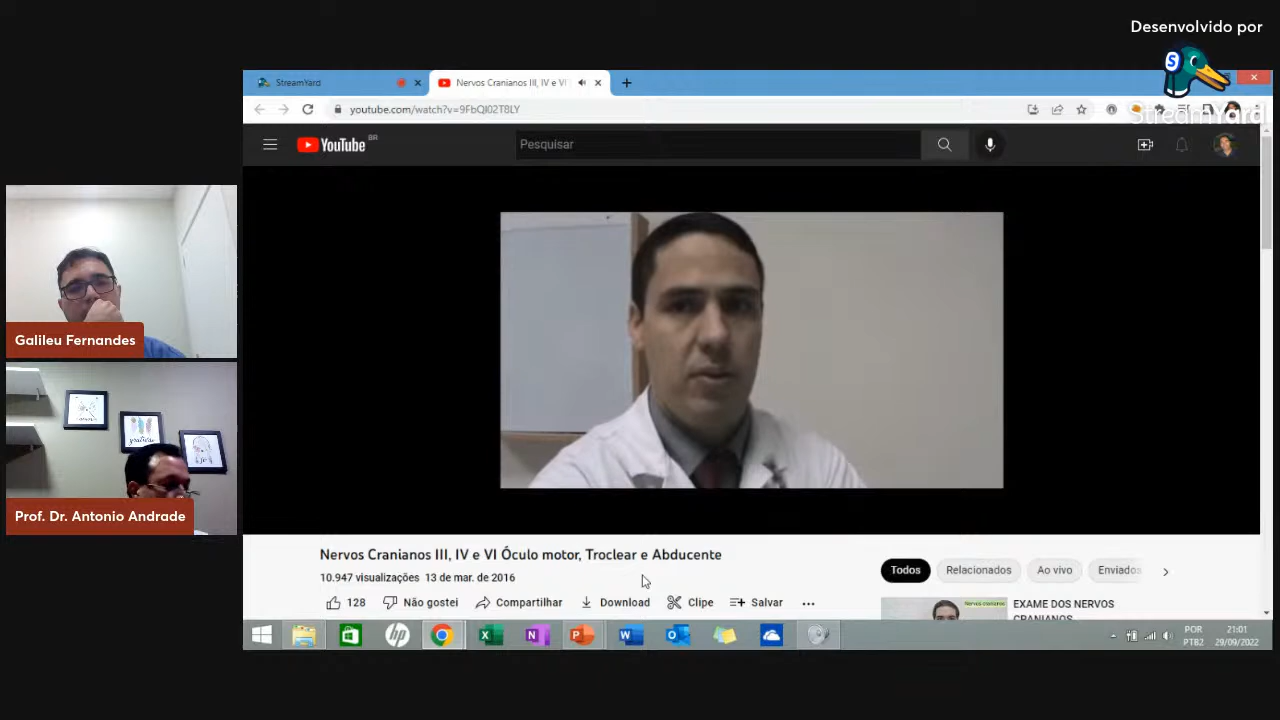 Desenvolvido por
StreamYard
StreamYard
Nervos Cranianos III, IV e VI
youtube.com/watch?v=9FbQI02T8LY
YouTube BR
Pesquisar
Galileu Fernandes
Prof. Dr. Antonio Andrade
Nervos Cranianos III, IV e VI Óculo motor, Troclear e Abducente
10.947 visualizações 13 de mar. de 2016
128 Não gostei Compartilhar Download Clipe Salvar
Todos Relacionados Ao vivo Enviados
EXAME DOS NERVOS
CRANIANOS
POR
PTB2
21:01
29/09/2022